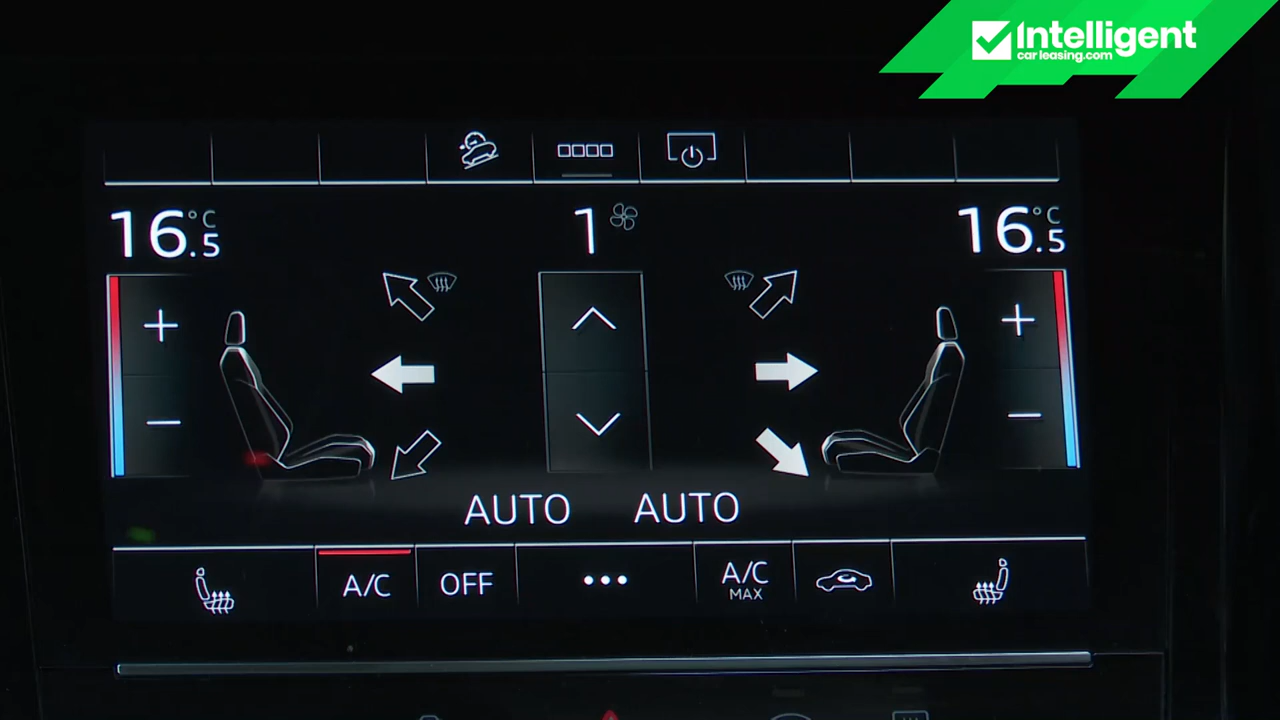 Intelligent
car leasing.com
16.5 °C
1
16.5 °C
+
+
−
−
AUTO AUTO
A/C
OFF
•••
A/C
MAX